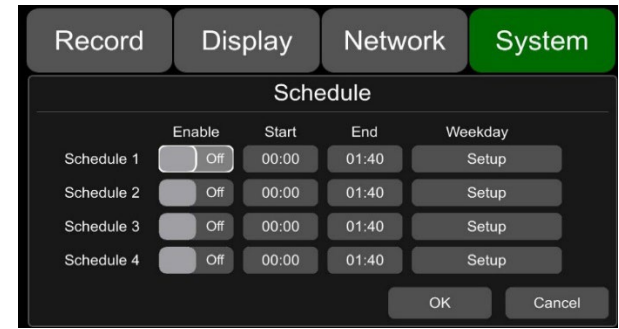 Record Display Network System
Schedule
Enable Start End Weekday
Schedule 1 Off 00:00 01:40 Setup
Schedule 2 Off 00:00 01:40 Setup
Schedule 3 Off 00:00 01:40 Setup
Schedule 4 Off 00:00 01:40 Setup
OK Cancel